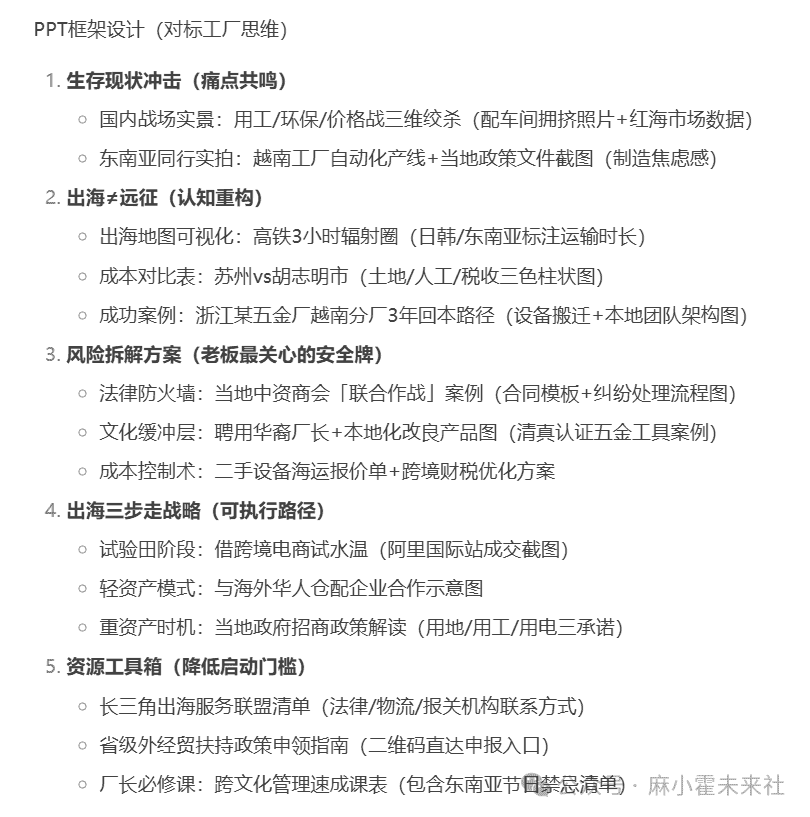 PPT框架设计（对标工厂思维）
1. 生存现状冲击（痛点共鸣）
○ 国内战场实景：用工/环保/价格战三维绞杀（配车间拥挤照片+红海市场数据）
○ 东南亚同行实拍：越南工厂自动化产线+当地政策文件截图（制造焦虑感）
2. 出海≠远征（认知重构）
○ 出海地图可视化：高铁3小时辐射圈（日韩/东南亚标注运输时长）
○ 成本对比表：苏州vs胡志明市（土地/人工/税收三色柱状图）
○ 成功案例：浙江某五金厂越南分厂3年回本路径（设备搬迁+本地团队架构图）
3. 风险拆解方案（老板最关心的安全牌）
○ 法律防火墙：当地中资商会「联合作战」案例（合同模板+纠纷处理流程图）
○ 文化缓冲层：聘用华裔厂长+本地化改良产品图（清真认证五金工具案例）
○ 成本控制术：二手设备海运报价单+跨境财税优化方案
4. 出海三步走战略（可执行路径）
○ 试验田阶段：借跨境电商试水温（阿里国际站成交截图）
○ 轻资产模式：与海外华人仓配企业合作示意图
○ 重资产时机：当地政府招商政策解读（用地/用工/用电三承诺）
5. 资源工具箱（降低启动门槛）
○ 长三角出海服务联盟清单（法律/物流/报关机构联系方式）
○ 省级外经贸扶持政策申领指南（二维码直达申报入口）
○ 厂长必修课：跨文化管理速成课表（包含东南亚节日禁忌清单）
公众号 · 麻小霍未来社